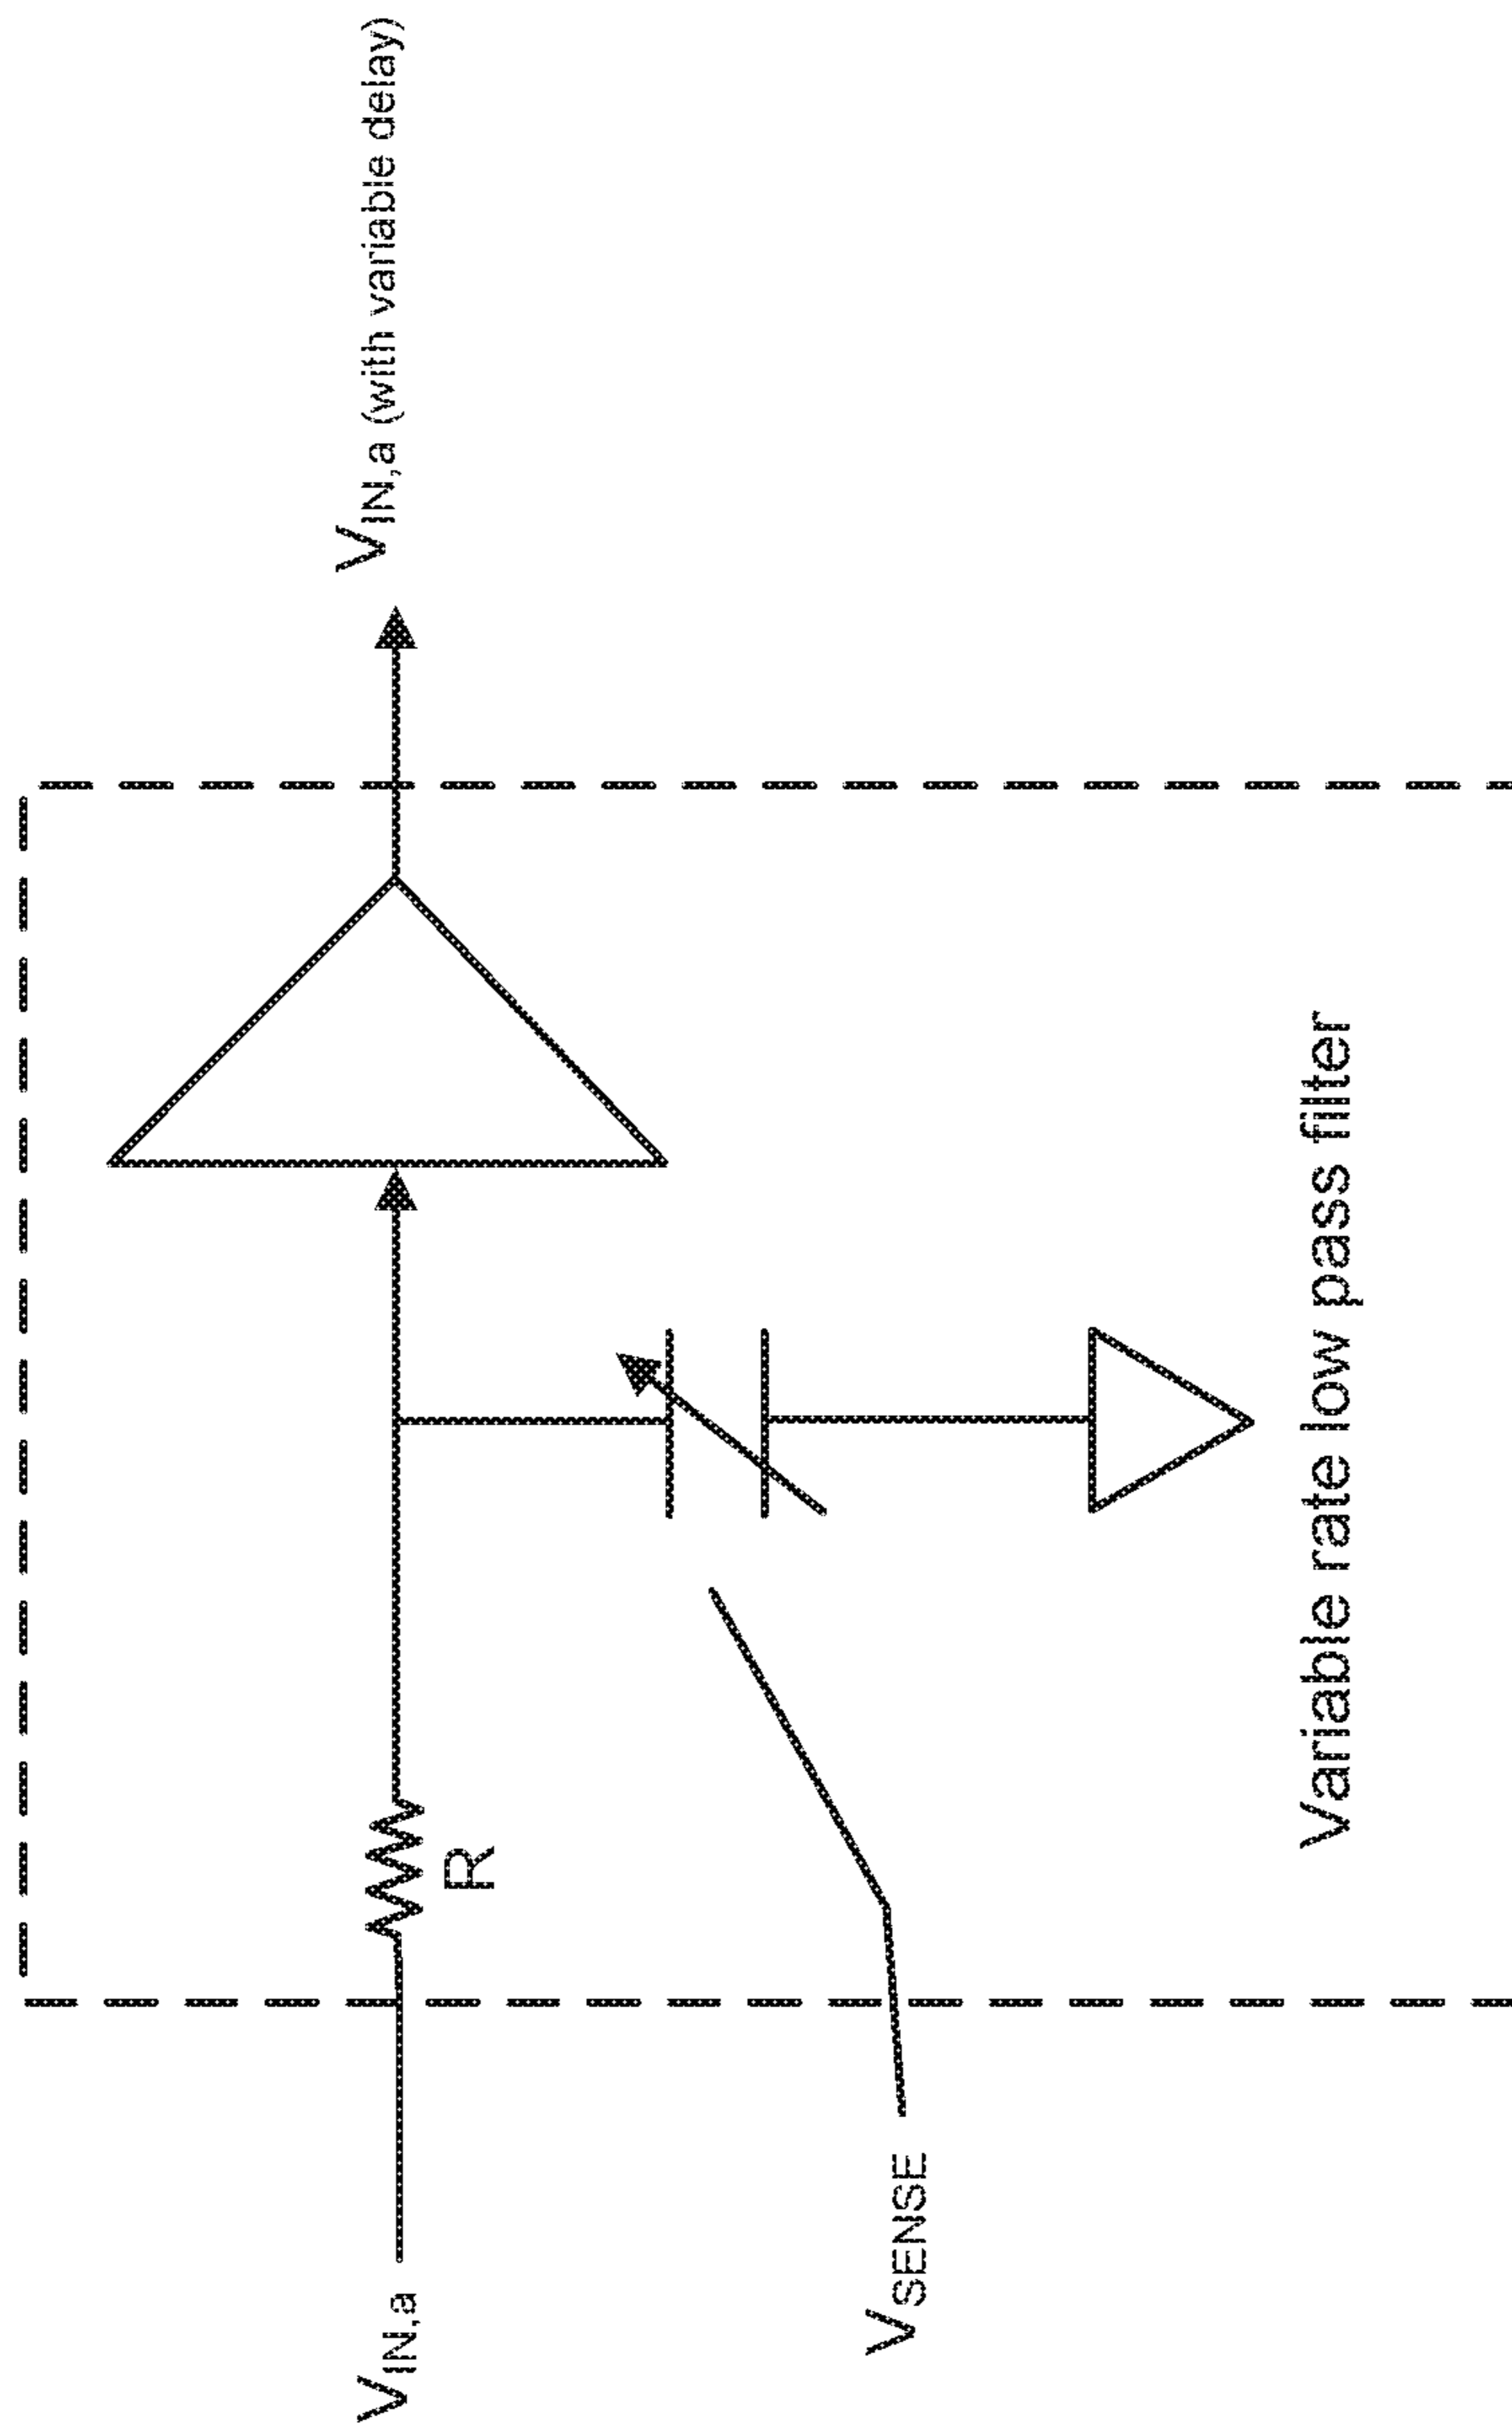 V_IN,a
R
V_IN,a (with variable delay)
V_SENSE
Variable rate low pass filter